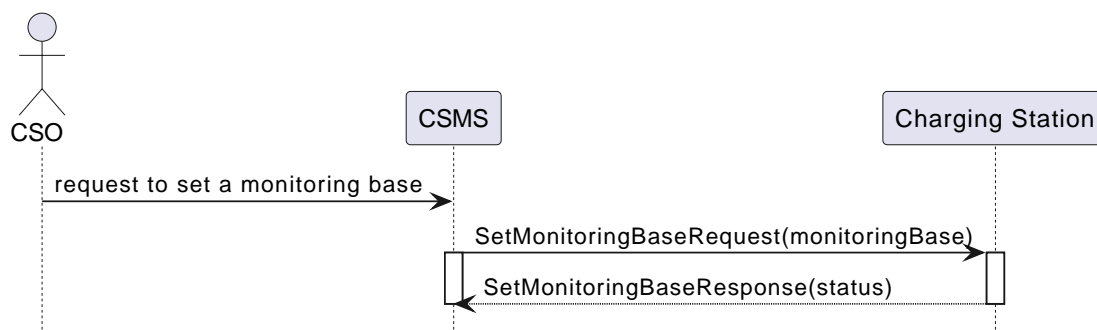 CSO
CSMS
Charging Station
request to set a monitoring base
SetMonitoringBaseRequest(monitoringBase)
SetMonitoringBaseResponse(status)